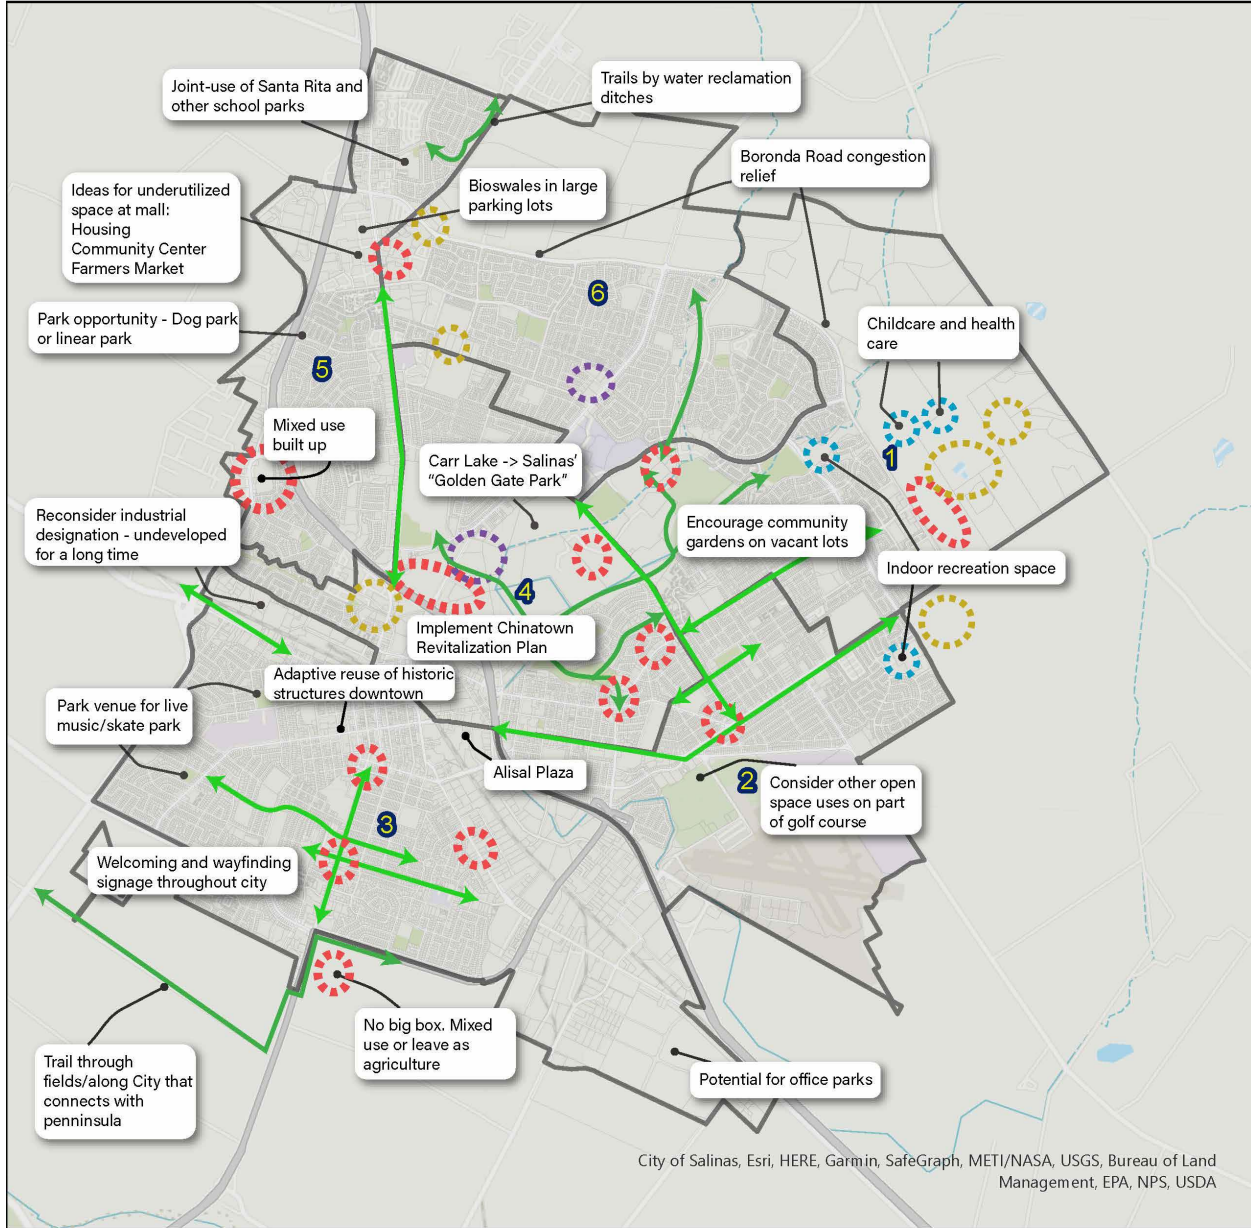 Joint-use of Santa Rita and
other school parks
Trails by water reclamation
ditches
Boronda Road congestion
relief
Ideas for underutilized
space at mall:
Housing
Community Center
Farmers Market
Bioswales in large
parking lots
6
Park opportunity - Dog park
or linear park
5
Childcare and health
care
Mixed use
built up
Carr Lake -> Salinas'
"Golden Gate Park"
1
Reconsider industrial
designation - undeveloped
for a long time
Encourage community
gardens on vacant lots
Indoor recreation space
4
Implement Chinatown
Revitalization Plan
Adaptive reuse of historic
structures downtown
Park venue for live
music/skate park
Alisal Plaza
2
Consider other open
space uses on part
of golf course
3
Welcoming and wayfinding
signage throughout city
No big box. Mixed
use or leave as
agriculture
Trail through
fields/along City that
connects with
penninsula
Potential for office parks
City of Salinas, Esri, HERE, Garmin, SafeGraph, METI/NASA, USGS, Bureau of Land
Management, EPA, NPS, USDA